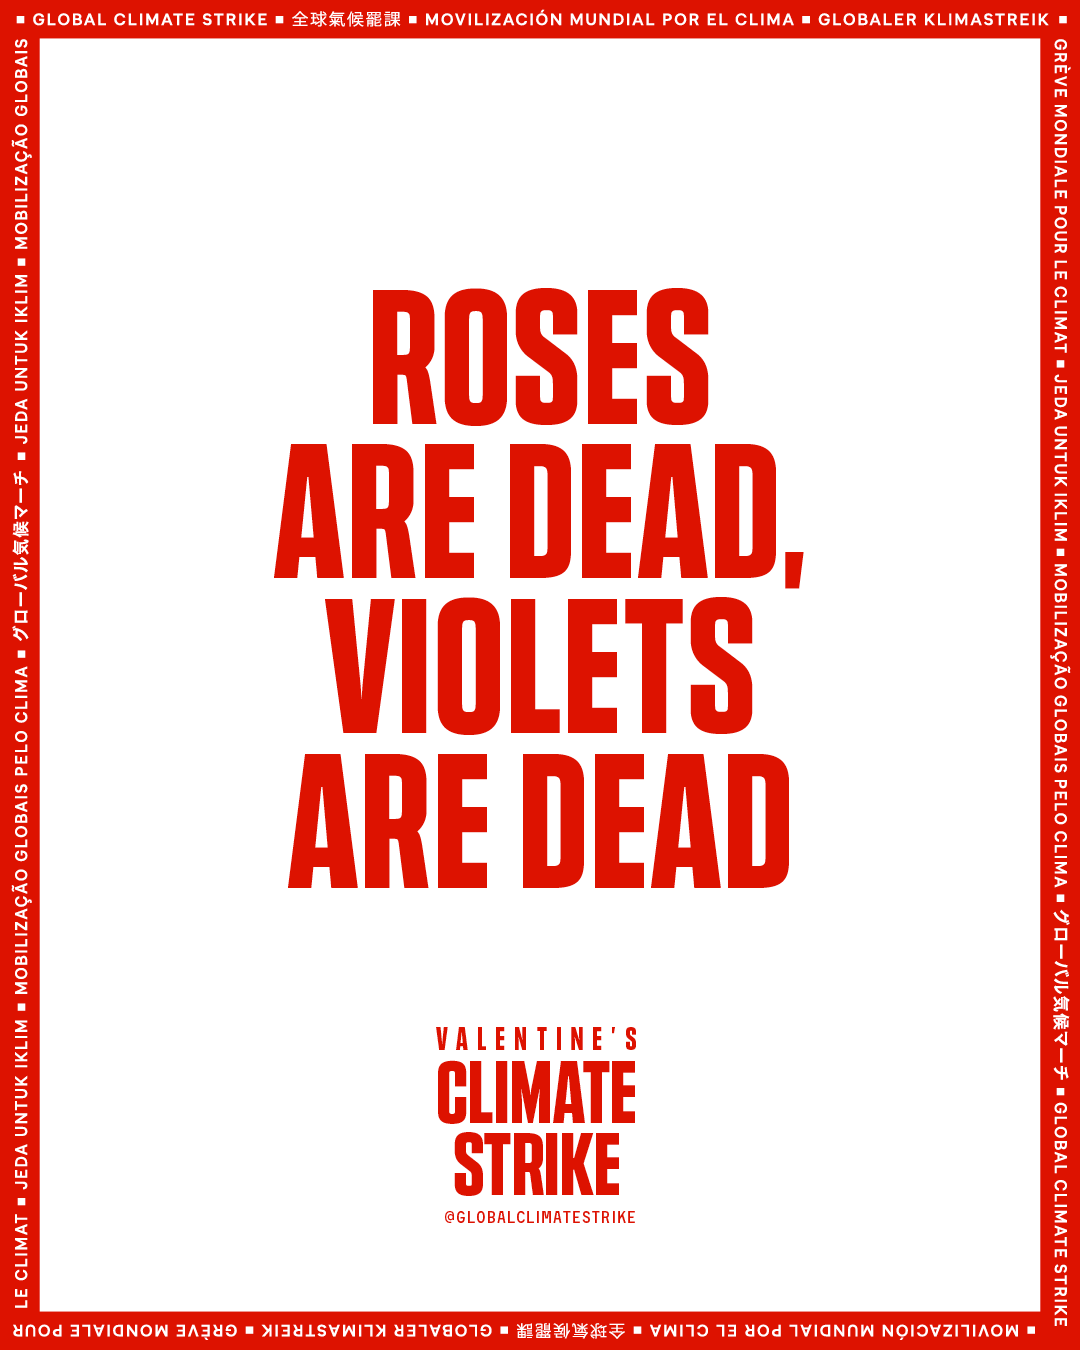 ■ GLOBAL CLIMATE STRIKE ■ 全球氣候罷課 ■ MOVILIZACIÓN MUNDIAL POR EL CLIMA ■ GLOBALER KLIMASTREIK ■
GRÈVE MONDIALE POUR LE CLIMAT ■ JEDA UNTUK IKLIM ■ MOBILIZAÇÃO GLOBAIS PELO CLIMA ■ グローバル気候マーチ ■ GLOBAL CLIMATE STRIKE
ROSES
ARE DEAD,
VIOLETS
ARE DEAD
VALENTINE'S
CLIMATE
STRIKE
@GLOBALCLIMATESTRIKE
■ MOVILIZACIÓN MUNDIAL POR EL CLIMA ■ 全球氣候罷課 ■ GLOBALER KLIMASTREIK ■ GRÈVE MONDIALE POUR
LE CLIMAT ■ JEDA UNTUK IKLIM ■ MOBILIZAÇÃO GLOBAIS PELO CLIMA ■ グローバル気候マーチ ■ JEDA UNTUK IKLIM ■ MOBILIZAÇÃO GLOBAIS